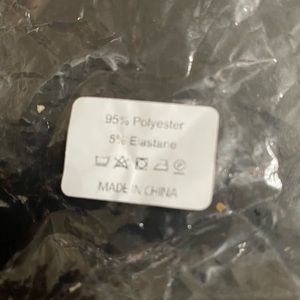 95% Polyester
5% Elastane
MADE IN CHINA